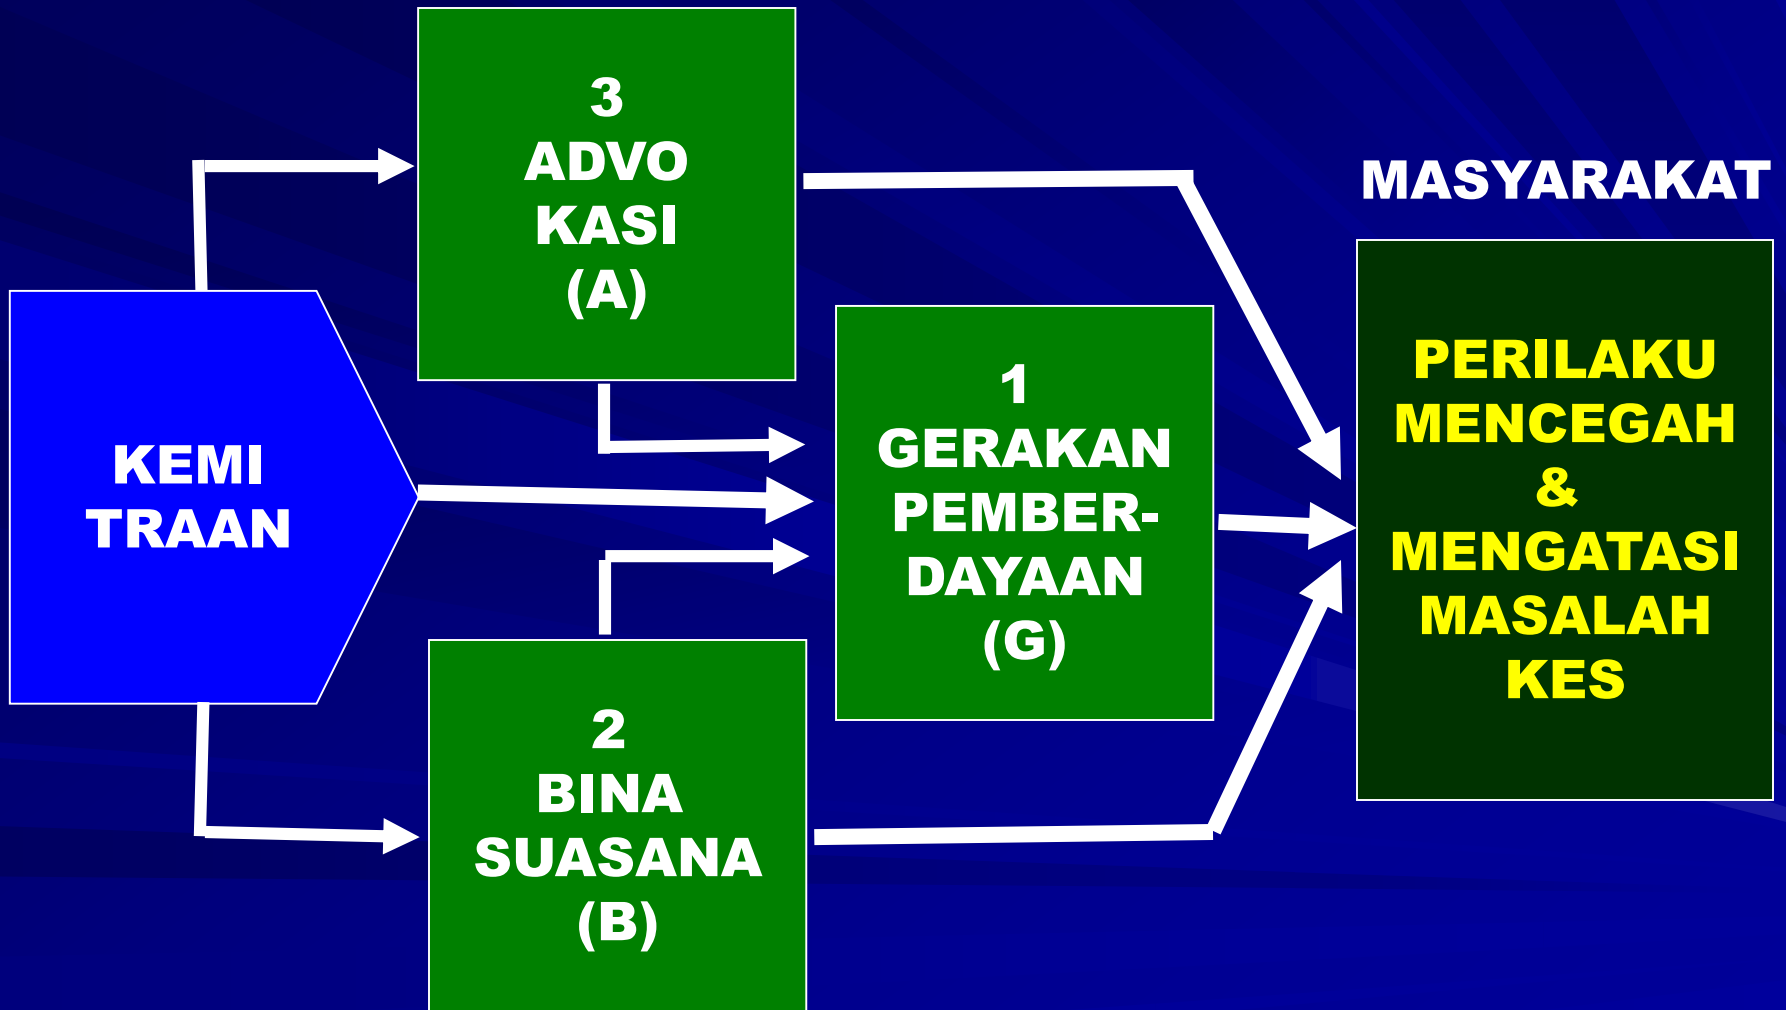 3
ADVO
KASI
(A)
MASYARAKAT
KEMI
TRAAN
1
GERAKAN
PEMBER-
DAYAAN
(G)
PERILAKU
MENCEGAH
&
MENGATASI
MASALAH
KES
2
BINA
SUASANA
(B)